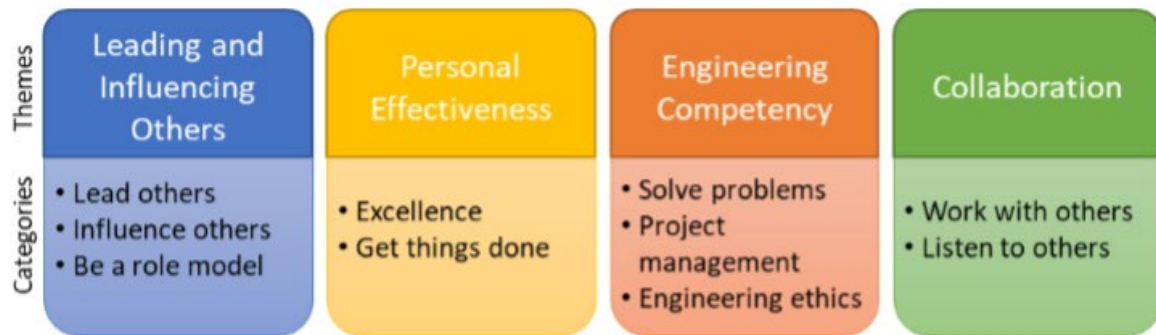 Themes
Leading and
Influencing
Others
Personal
Effectiveness
Engineering
Competency
Collaboration
Categories
• Lead others
• Influence others
• Be a role model
• Excellence
• Get things done
• Solve problems
• Project
management
• Engineering ethics
• Work with others
• Listen to others